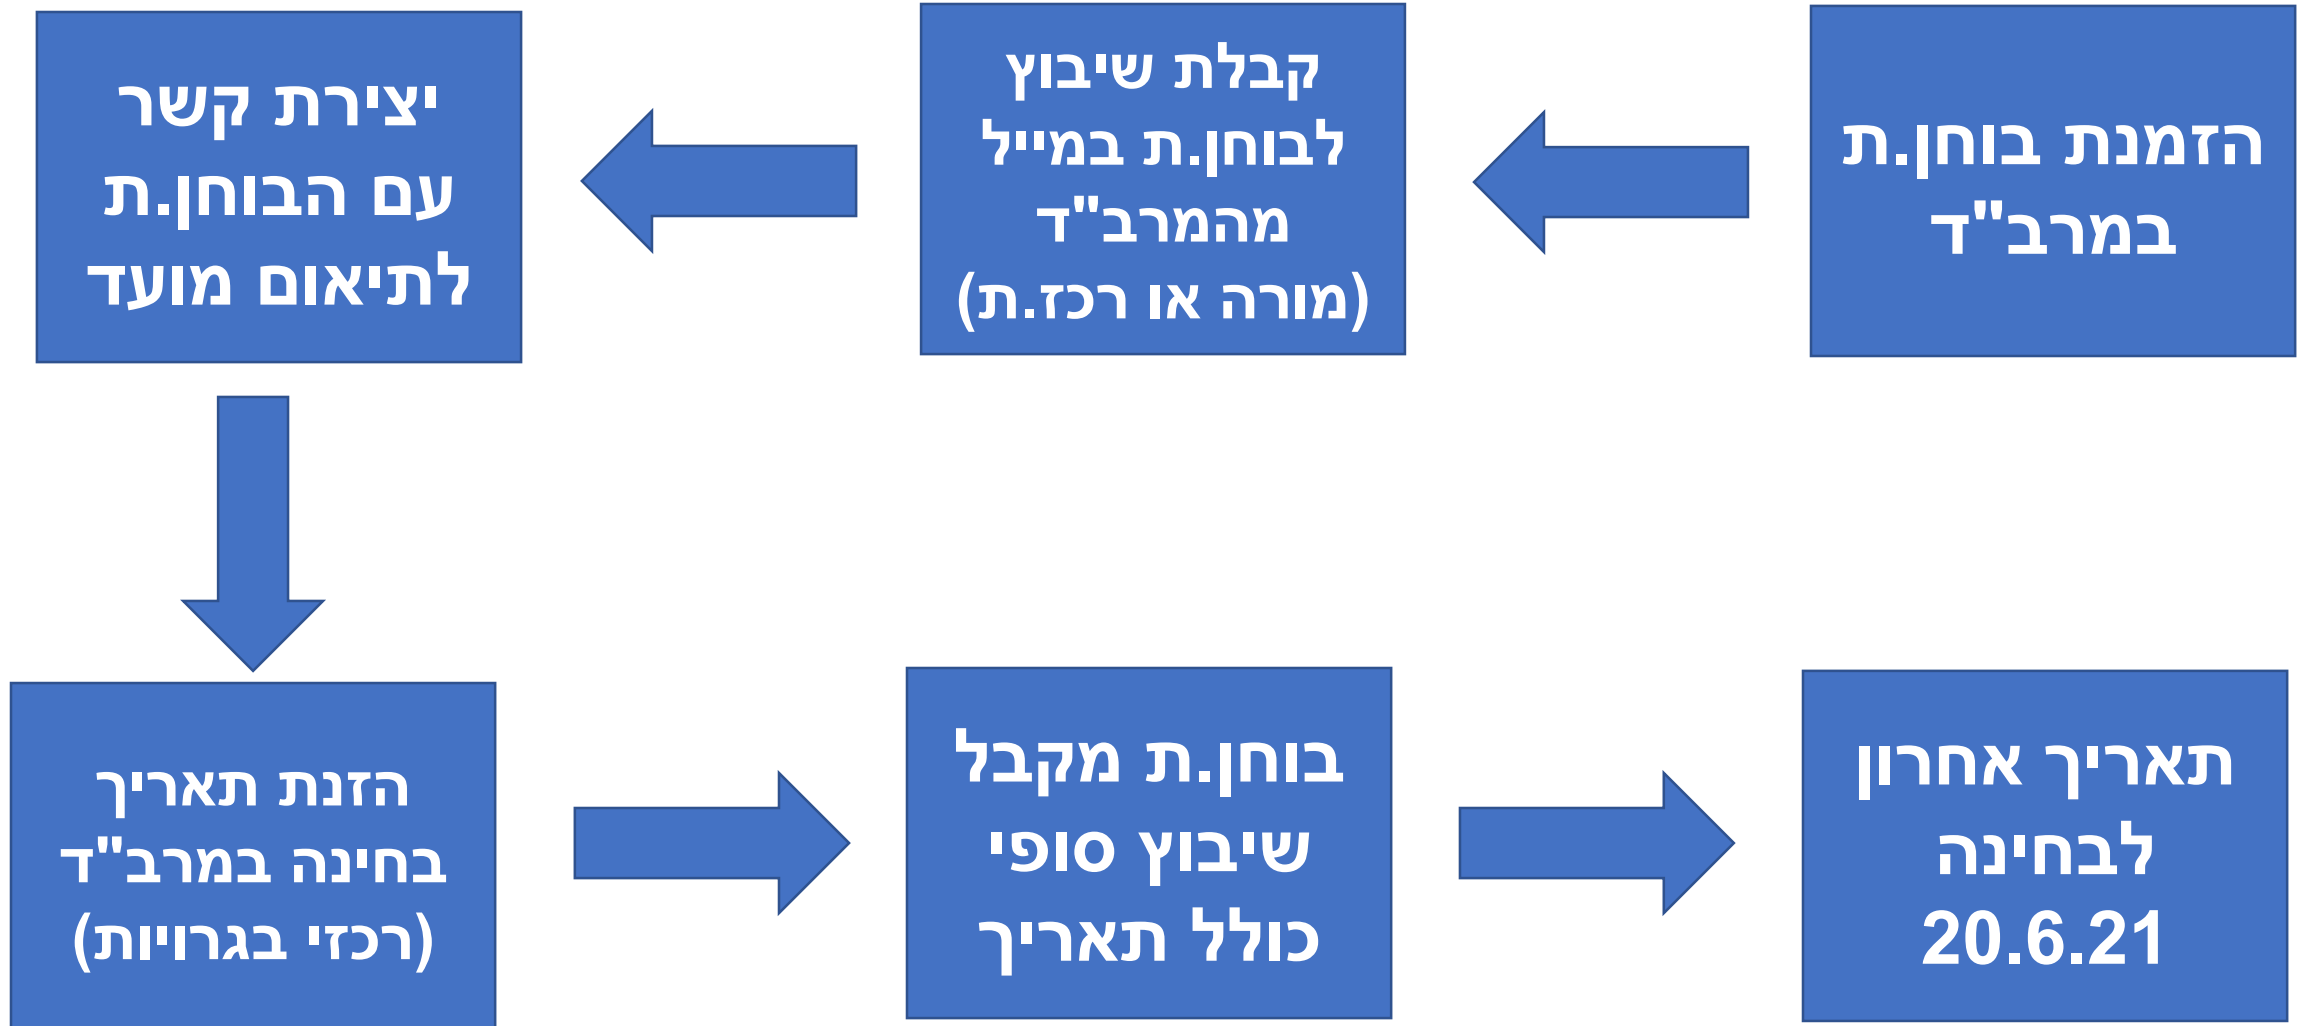 הזמנת בוחן.ת
במרב"ד
קבלת שיבוץ
לבוחן.ת במייל
מהמרב"ד
(מורה או רכז.ת)
יצירת קשר
עם הבוחן.ת
לתיאום מועד
הזנת תאריך
בחינה במרב"ד
(רכזי בגרויות)
בוחן.ת מקבל
שיבוץ סופי
כולל תאריך
תאריך אחרון
לבחינה
20.6.21